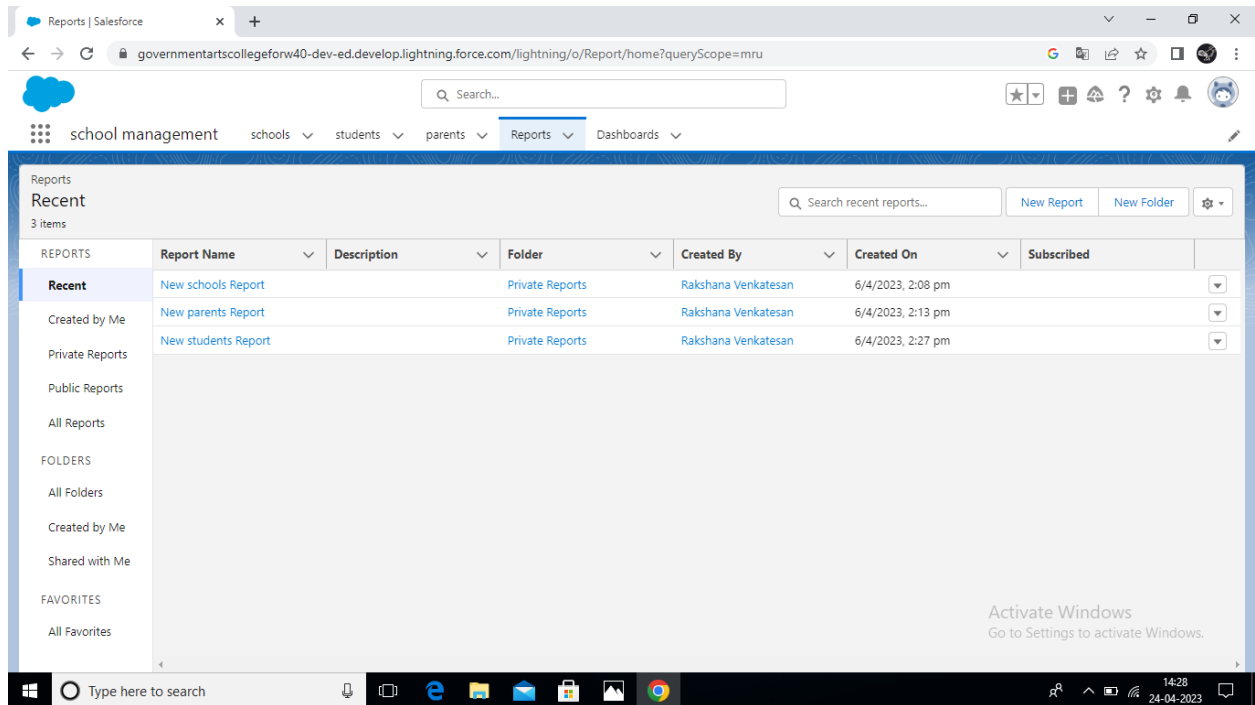 Reports | Salesforce
governmentartscollegeforw40-dev-ed.develop.lightning.force.com/lightning/o/Report/home?queryScope=mru
Search...
school management schools students parents Reports Dashboards
Reports
Recent
3 items
Search recent reports...
New Report New Folder
REPORTS
Recent
Created by Me
Private Reports
Public Reports
All Reports
FOLDERS
All Folders
Created by Me
Shared with Me
FAVORITES
All Favorites
Report Name Description Folder Created By Created On Subscribed
New schools Report Private Reports Rakshana Venkatesan 6/4/2023, 2:08 pm
New parents Report Private Reports Rakshana Venkatesan 6/4/2023, 2:13 pm
New students Report Private Reports Rakshana Venkatesan 6/4/2023, 2:27 pm
Activate Windows
Go to Settings to activate Windows.
Type here to search
14:28
24-04-2023